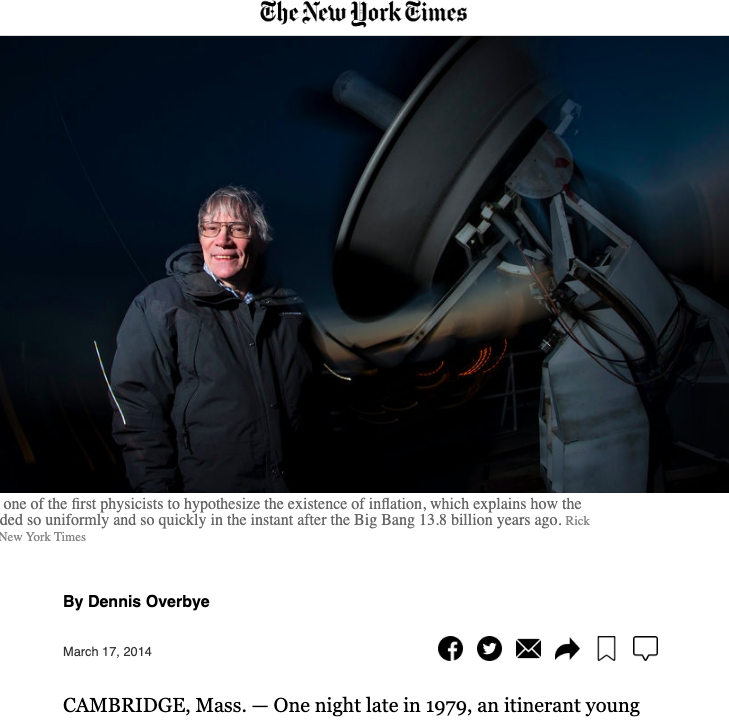 The New York Times
one of the first physicists to hypothesize the existence of inflation, which explains how the
ded so uniformly and so quickly in the instant after the Big Bang 13.8 billion years ago. Rick
New York Times
By Dennis Overbye
March 17, 2014
CAMBRIDGE, Mass. — One night late in 1979, an itinerant young